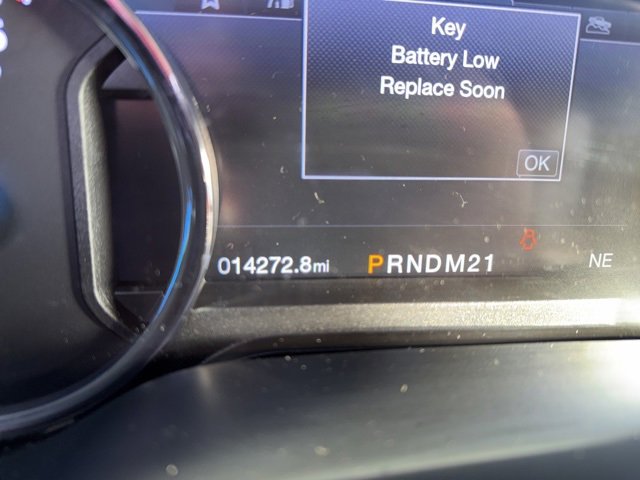 Key
Battery Low
Replace Soon
OK
014272.8mi PRNDM21 NE